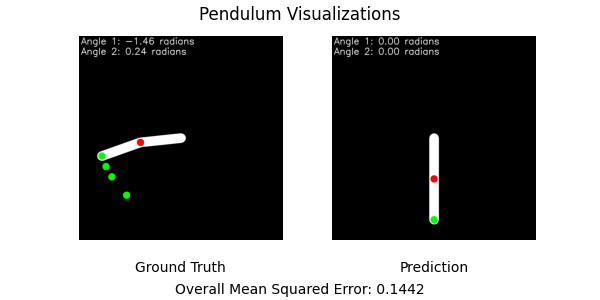 Pendulum Visualizations
Angle 1: -1.46 radians
Angle 2: 0.24 radians
Angle 1: 0.00 radians
Angle 2: 0.00 radians
Ground Truth
Prediction
Overall Mean Squared Error: 0.1442